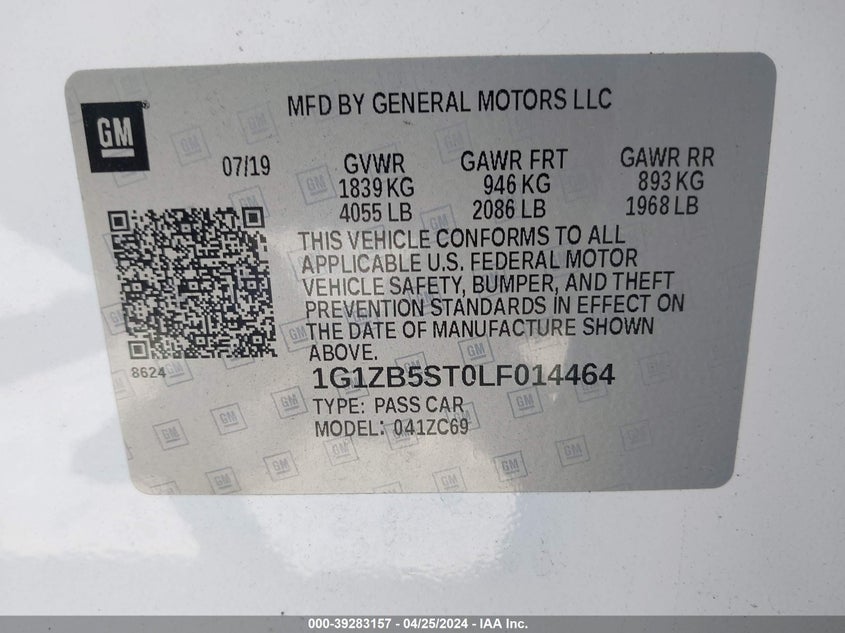 MFD BY GENERAL MOTORS LLC
GM
07/19 GVWR GAWR FRT GAWR RR
1839 KG 946 KG 893 KG
4055 LB 2086 LB 1968 LB
THIS VEHICLE CONFORMS TO ALL
APPLICABLE U.S. FEDERAL MOTOR
VEHICLE SAFETY, BUMPER, AND THEFT
PREVENTION STANDARDS IN EFFECT ON
THE DATE OF MANUFACTURE SHOWN
ABOVE.
8624
1G1ZB5ST0LF014464
TYPE: PASS CAR
MODEL: 041ZC69
000-39283157 - 04/25/2024 - IAA Inc.